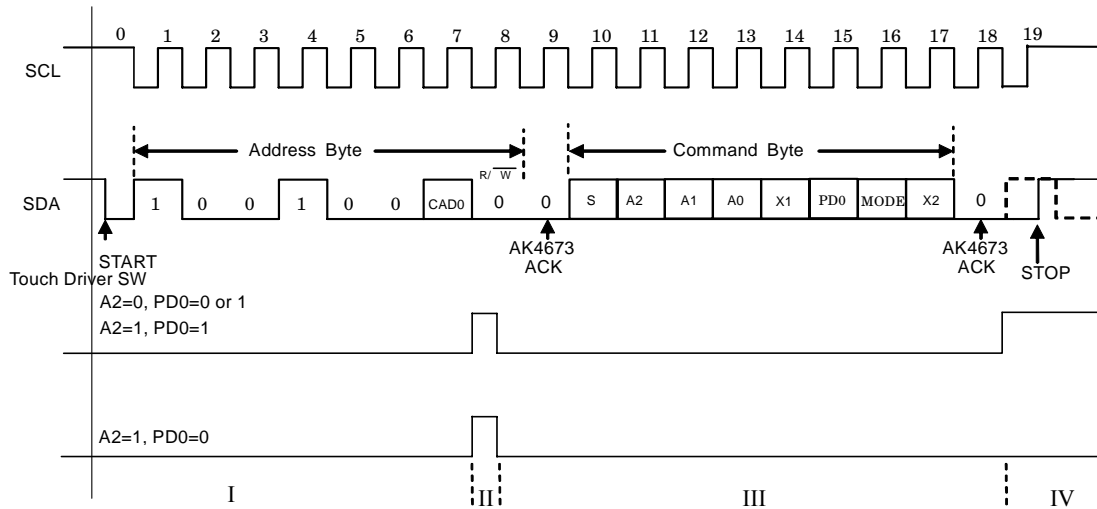 0 1 2 3 4 5 6 7 8 9 10 11 12 13 14 15 16 17 18 19
SCL
Address Byte
Command Byte
R/W
SDA
1 0 0 1 0 0 CAD0 0 0 S A2 A1 A0 X1 PD0 MODE X2 0
START
AK4673
ACK
AK4673
ACK
STOP
Touch Driver SW
A2=0, PD0=0 or 1
A2=1, PD0=1
A2=1, PD0=0
I II III IV